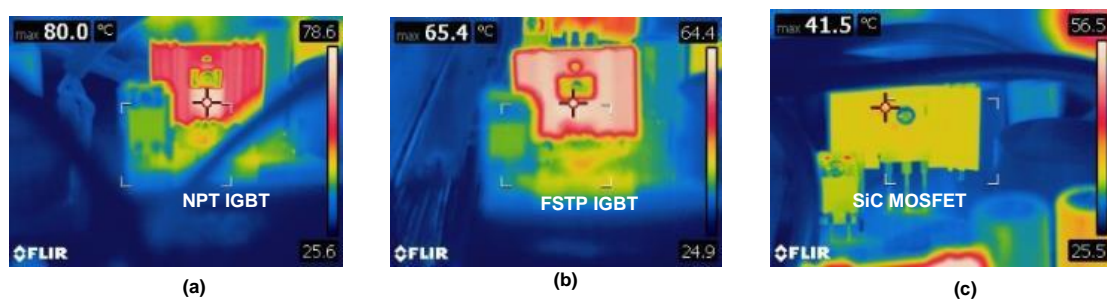 max 80.0 °C
78.6
NPT IGBT
FLIR
25.6
(a)
max 65.4 °C
64.4
FSTP IGBT
FLIR
24.9
(b)
max 41.5 °C
56.5
SiC MOSFET
FLIR
25.5
(c)